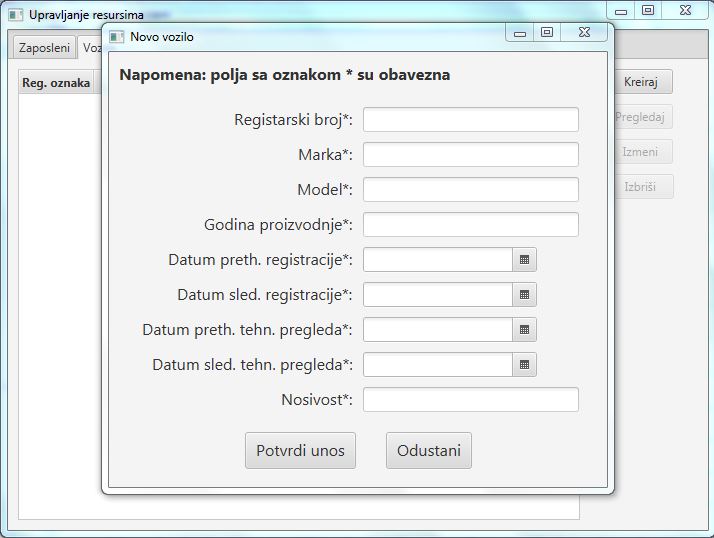 Upravljanje resursima
Novo vozilo
Zaposleni
Reg. oznaka
Kreiraj
Pregledaj
Izmeni
Izbriši
Napomena: polja sa oznakom * su obavezna
Registarski broj*:
Marka*:
Model*:
Godina proizvodnje*:
Datum preth. registracije*:
Datum sled. registracije*:
Datum preth. tehn. pregleda*:
Datum sled. tehn. pregleda*:
Nosivost*:
Potvrdi unos
Odustani